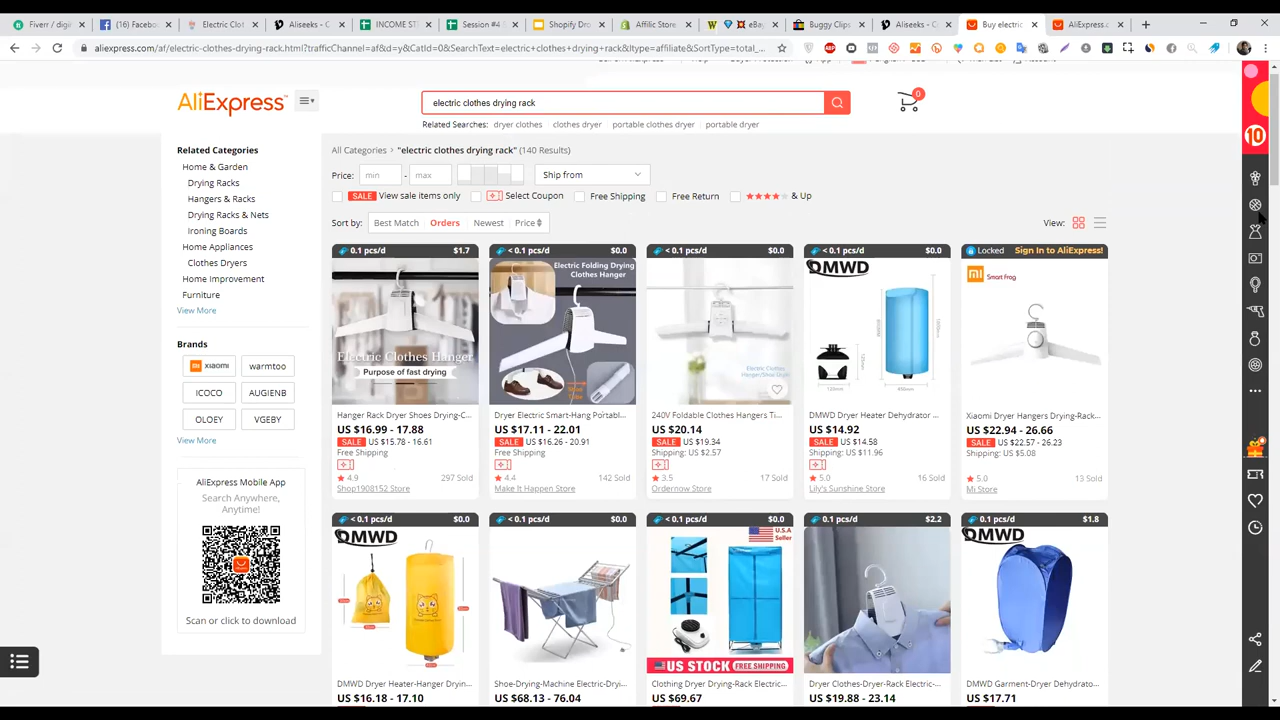 Fiverr / digi
(16) Facebo
Electric Clot
Aliseeks - C
INCOME ST
Session #4 S
Shopify Dro
Affilic Store
eBay
Buggy Clips
Aliseeks - C
Buy electric
AliExpress.c
aliexpress.com/af/electric-clothes-drying-rack.html?trafficChannel=af&d=y&CatId=0&SearchText=electric+clothes+drying+rack&ltype=affiliate&SortType=total_...
AliExpress
electric clothes drying rack
0
Related Searches: dryer clothes clothes dryer portable clothes dryer portable dryer
10
Related Categories
Home & Garden
Drying Racks
Hangers & Racks
Drying Racks & Nets
Ironing Boards
Home Appliances
Clothes Dryers
Home Improvement
Furniture
View More
Brands
xiaomi warmtoo
ICOCO AUGIENB
OLOEY VGEBY
View More
AliExpress Mobile App
Search Anywhere,
Anytime!
Scan or click to download
All Categories > "electric clothes drying rack" (140 Results)
Price: min - max Ship from
SALE View sale items only Select Coupon Free Shipping Free Return & Up
Sort by: Best Match Orders Newest Price
View:
< 0.1 pcs/d $1.7
Electric Clothes Hanger
Purpose of fast drying
Hanger Rack Dryer Shoes Drying-C...
US $16.99 - 17.88
SALE US $15.78 - 16.61
Free Shipping
4.9 297 Sold
Shop1908152 Store
< 0.1 pcs/d $0.0
Electric Folding Drying
Clothes Hanger
Dryer Electric Smart-Hang Portabl...
US $17.11 - 22.01
SALE US $16.26 - 20.91
Free Shipping
4.4 142 Sold
Make It Happen Store
< 0.1 pcs/d $0.0
Electric Clothes
Hanger/Shoe
240V Foldable Clothes Hangers Ti...
US $20.14
SALE US $19.34
Shipping: US $2.57
3.5 17 Sold
Ordernow Store
< 0.1 pcs/d $0.0
DMWD
DMWD Dryer Heater Dehydrator ...
US $14.92
SALE US $14.58
Shipping: US $11.96
5.0 16 Sold
Lily's Sunshine Store
Locked Sign In to AliExpress!
Smart Frog
Xiaomi Dryer Hangers Drying-Rack...
US $22.94 - 26.66
SALE US $22.57 - 26.23
Shipping: US $5.08
5.0 13 Sold
Mi Store
< 0.1 pcs/d $0.0
DMWD
DMWD Dryer Heater-Hanger Dryin...
US $16.18 - 17.10
< 0.1 pcs/d $0.0
Shoe-Drying-Machine Electric-Dryi...
US $68.13 - 76.04
< 0.1 pcs/d $0.0
U.S.A
Seller
US STOCK FREE SHIPPING
Clothing Dryer Drying-Rack Electric...
US $69.67
0.1 pcs/d $2.2
Dryer Clothes-Dryer-Rack Electric-...
US $19.88 - 23.14
0.1 pcs/d $1.8
DMWD
DMWD Garment-Dryer Dehydrato...
US $17.71